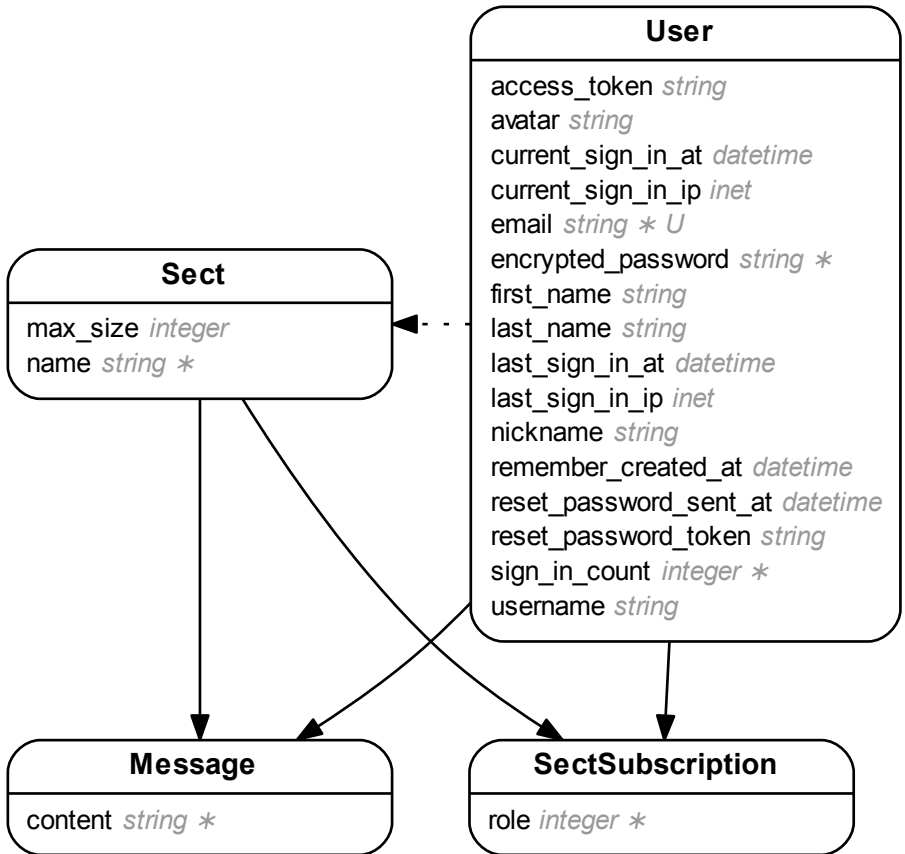 User
access_token string
avatar string
current_sign_in_at datetime
current_sign_in_ip inet
email string ∗ U
encrypted_password string ∗
first_name string
last_name string
last_sign_in_at datetime
last_sign_in_ip inet
nickname string
remember_created_at datetime
reset_password_sent_at datetime
reset_password_token string
sign_in_count integer ∗
username string
Sect
max_size integer
name string ∗
Message
content string ∗
SectSubscription
role integer ∗